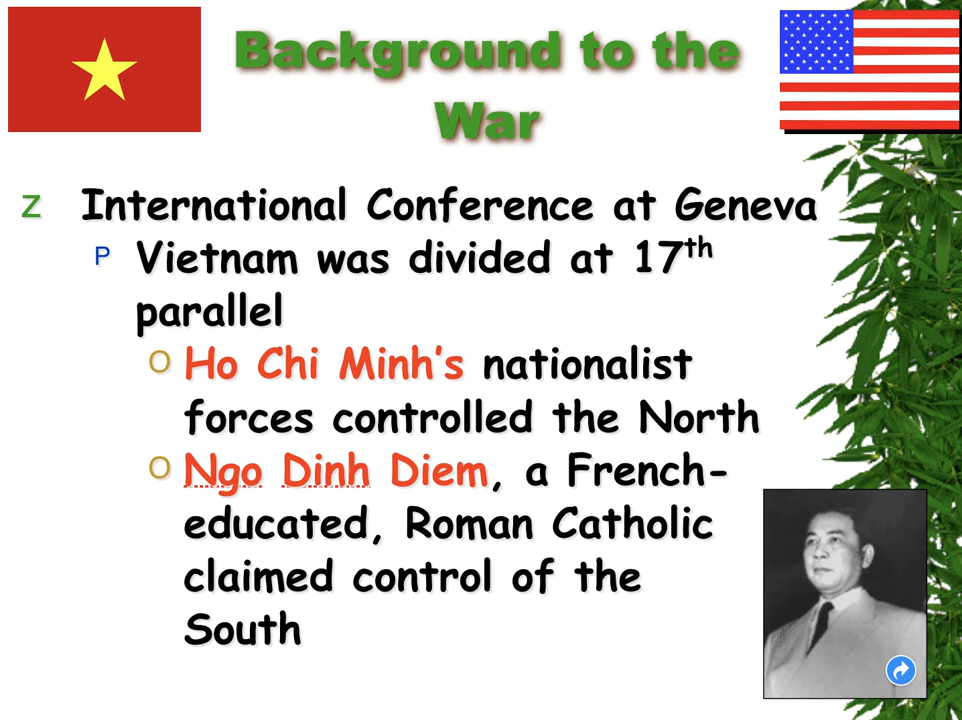 Background to the
War
z International Conference at Geneva
P Vietnam was divided at 17th
parallel
O Ho Chi Minh's nationalist
forces controlled the North
O Ngo Dinh Diem, a French-
educated, Roman Catholic
claimed control of the
South